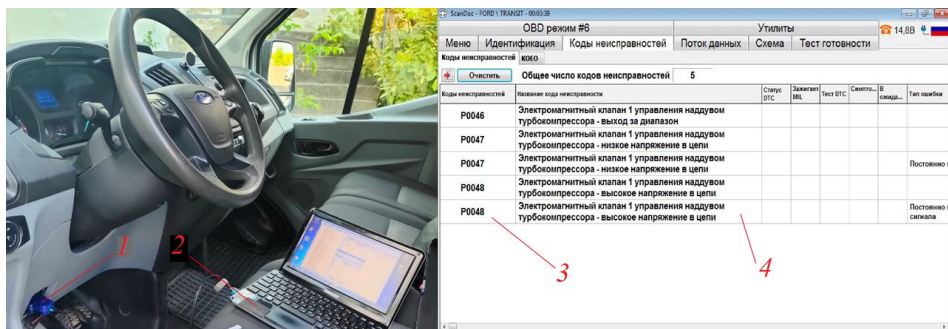 ScanDoc - FORD \ TRANSIT - 00:03:39
OBD режим #6 Утилиты 14,8В
Меню Идентификация Коды неисправностей Поток данных Схема Тест готовности
Коды неисправностей KOEO
Очистить Общее число кодов неисправностей 5
Коды неисправностей Название кода неисправности Статус DTC Зажигает MIL Тест DTC Симпто... В ожида... Тип ошибки
P0046 Электромагнитный клапан 1 управления наддувом
турбокомпрессора - выход за диапазон
P0047 Электромагнитный клапан 1 управления наддувом
турбокомпрессора - низкое напряжение в цепи
P0047 Электромагнитный клапан 1 управления наддувом
турбокомпрессора - низкое напряжение в цепи Постоянно
P0048 Электромагнитный клапан 1 управления наддувом
турбокомпрессора - высокое напряжение в цепи
P0048 Электромагнитный клапан 1 управления наддувом
турбокомпрессора - высокое напряжение в цепи Постоянно
сигнала
1
2
3
4